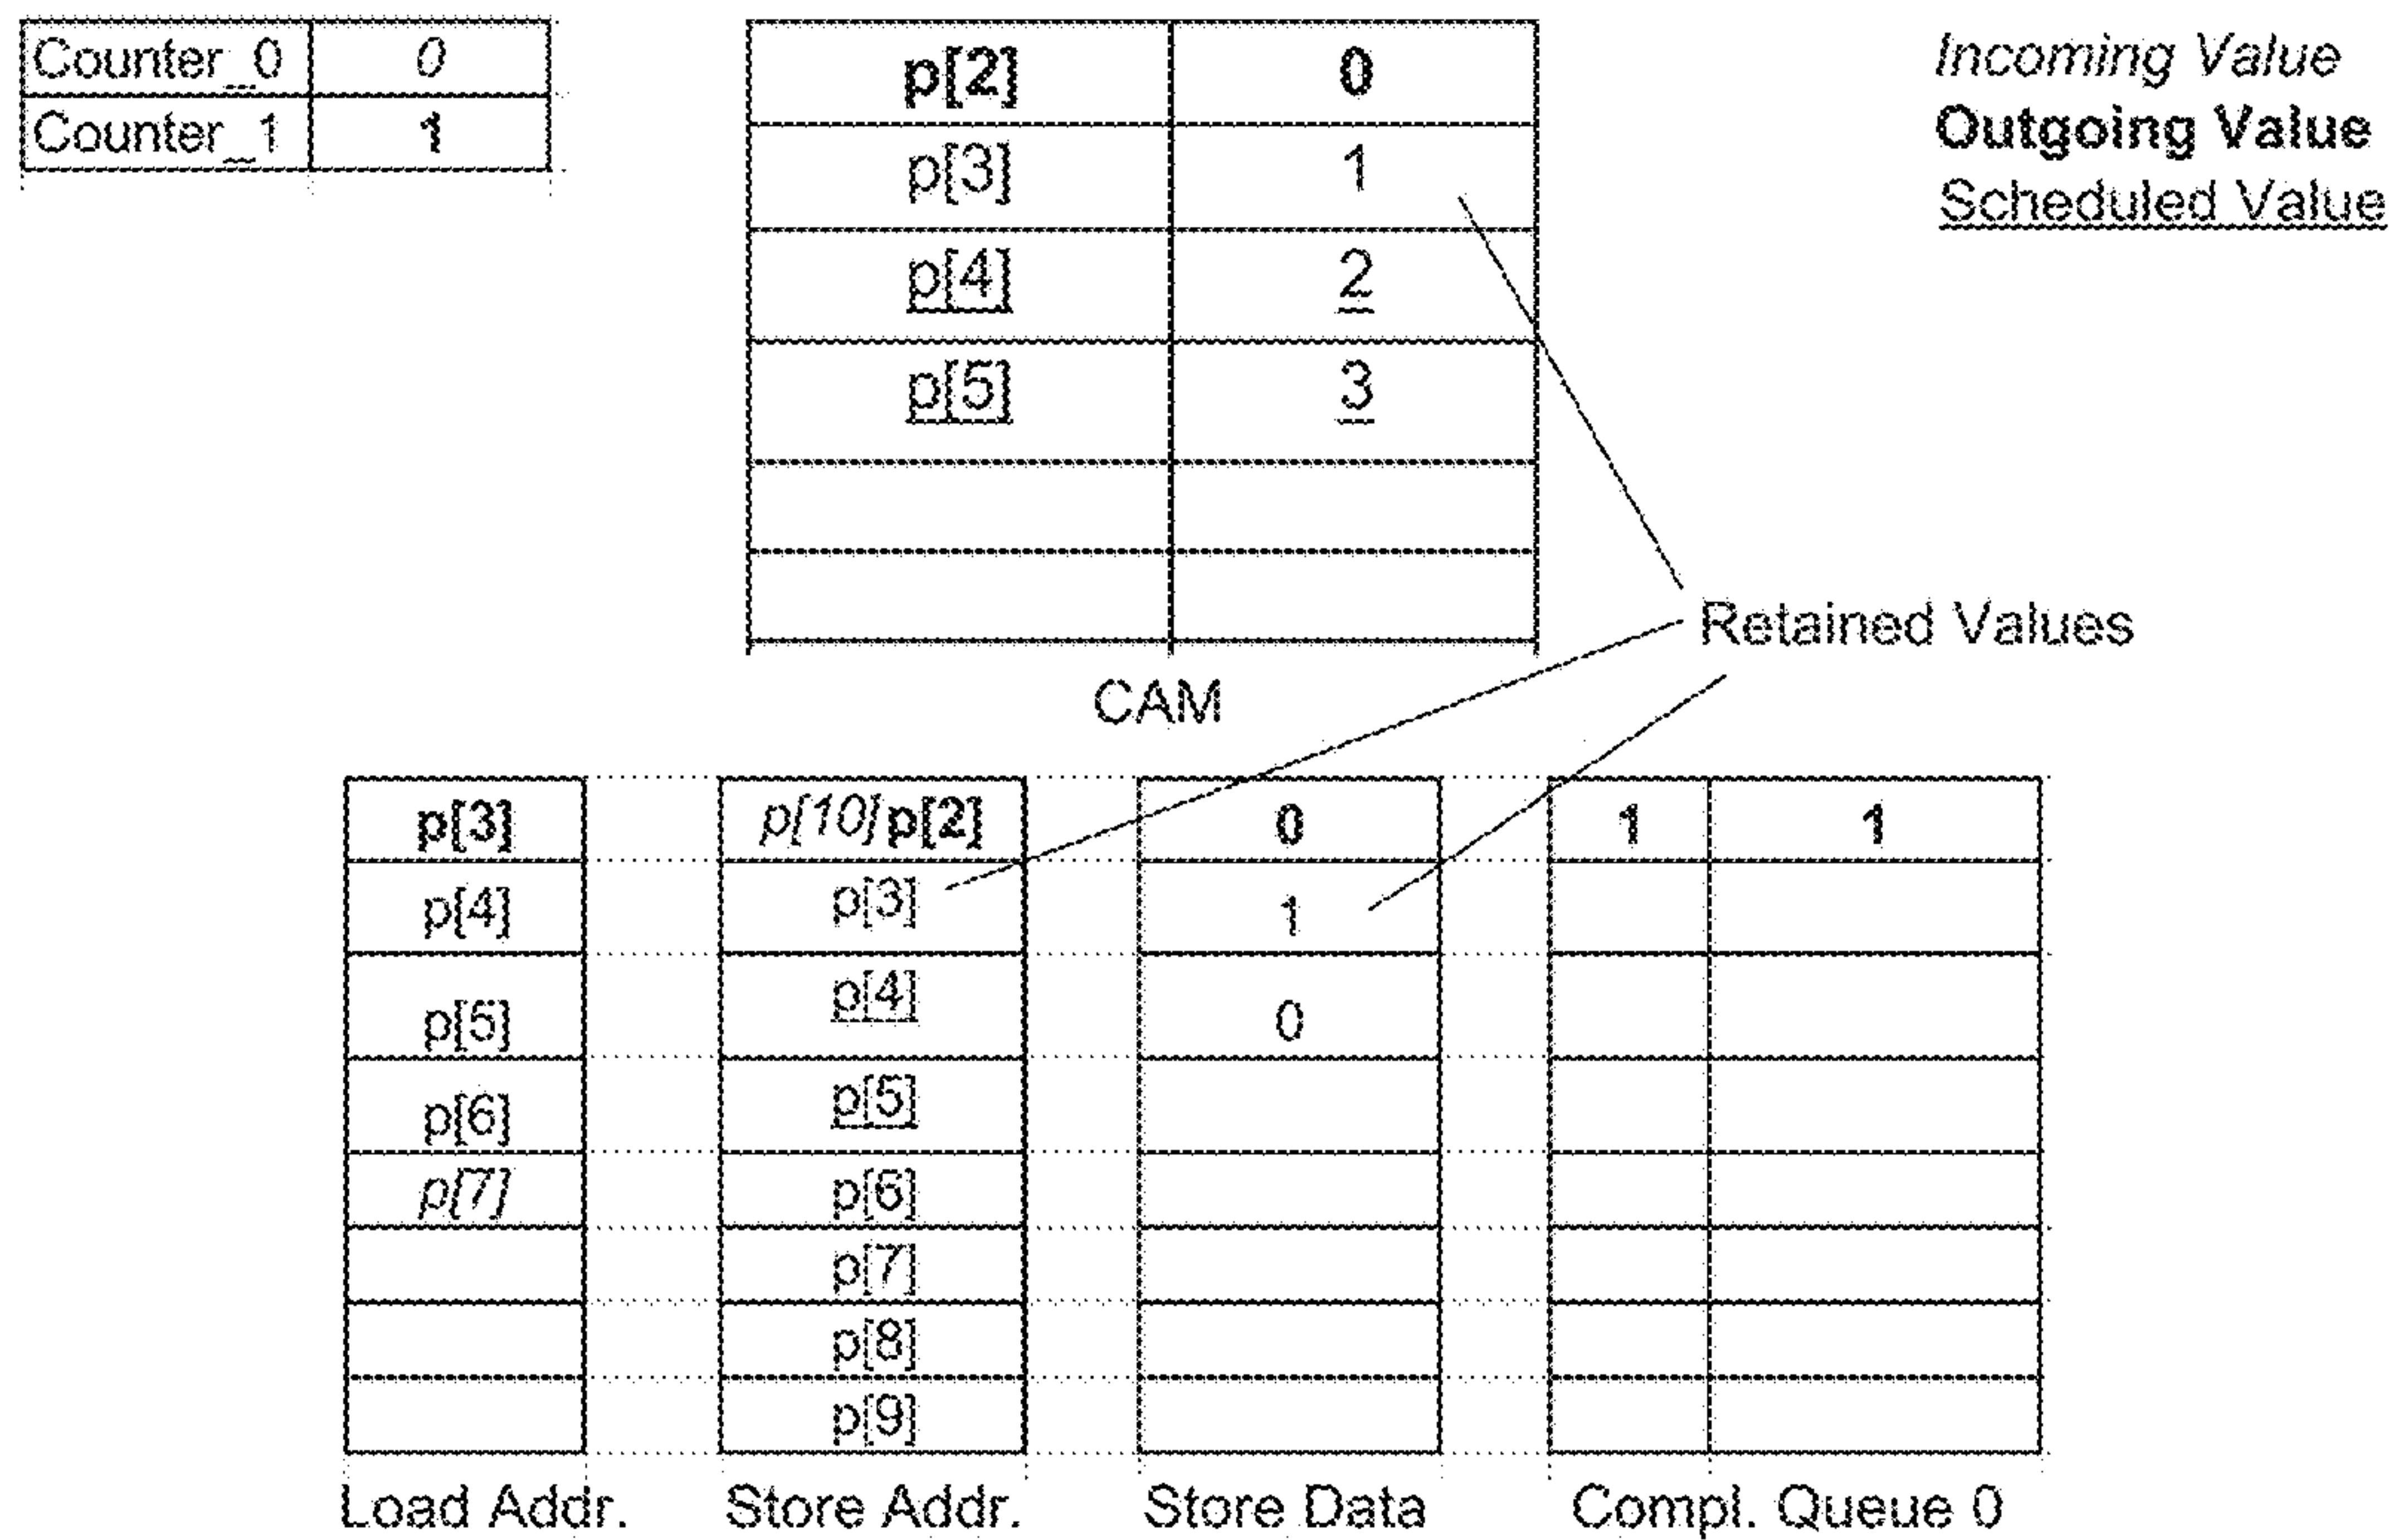 Counter_0 0
Counter_1 1
p[2] 0
p[3] 1
p[4] 2
p[5] 3
CAM
Incoming Value
Outgoing Value
Scheduled Value
Retained Values
p[3] p[10]p[2] 0 1 1
p[4] p[3] 1
p[5] p[4] 0
p[6] p[5]
p[7] p[6]
p[7]
p[8]
p[9]
Load Addr. Store Addr. Store Data Compl. Queue 0